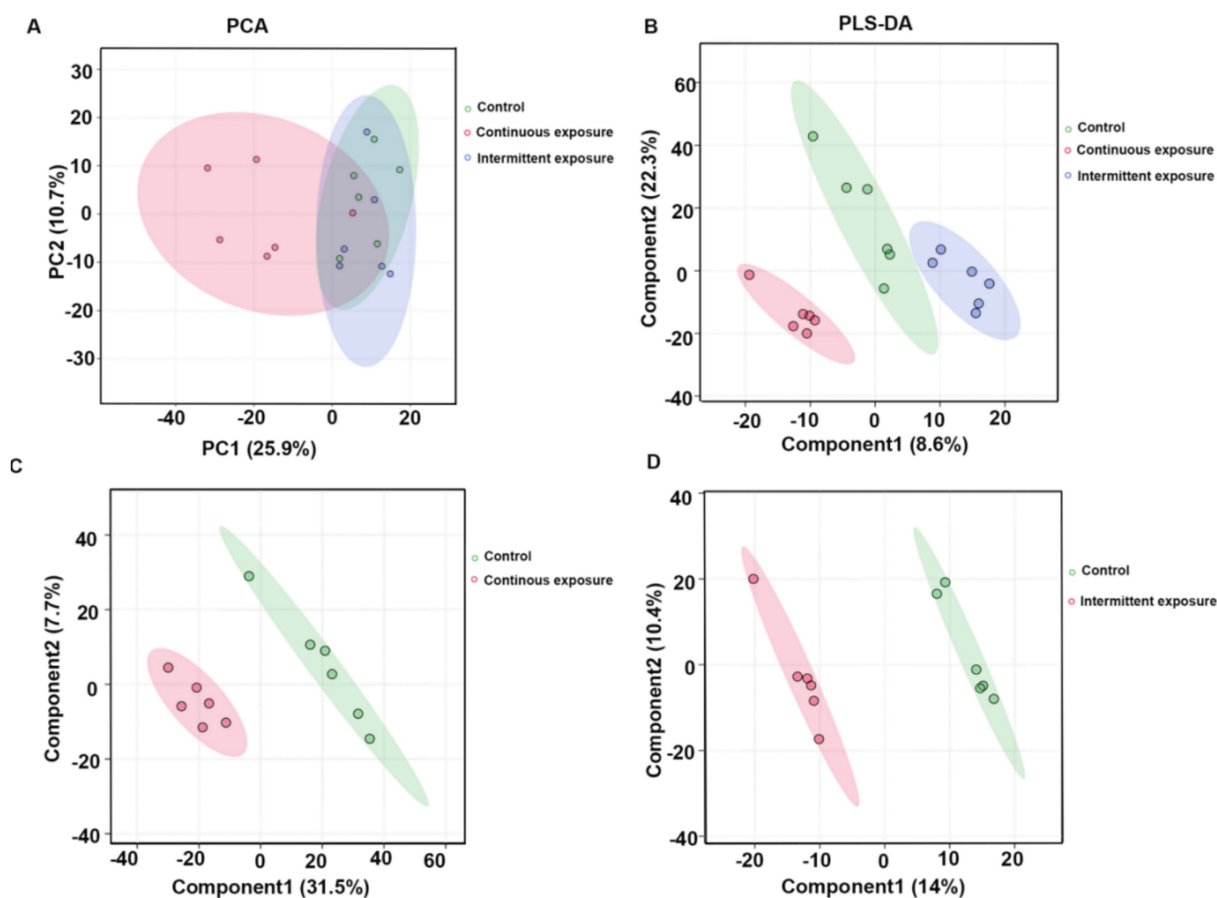 A
PCA
PC2 (10.7%)
30
20
10
0
-10
-20
-30
-40
-20
0
20
PC1 (25.9%)
Control
Continuous exposure
Intermittent exposure
B
PLS-DA
Component2 (22.3%)
60
40
20
0
-20
-40
-20
-10
0
10
20
Component1 (8.6%)
Control
Continuous exposure
Intermittent exposure
C
Component2 (7.7%)
40
20
0
-20
-40
-40
-20
0
20
40
60
Component1 (31.5%)
Control
Continous exposure
D
Component2 (10.4%)
40
20
0
-20
-40
-20
-10
0
10
20
Component1 (14%)
Control
Intermittent exposure